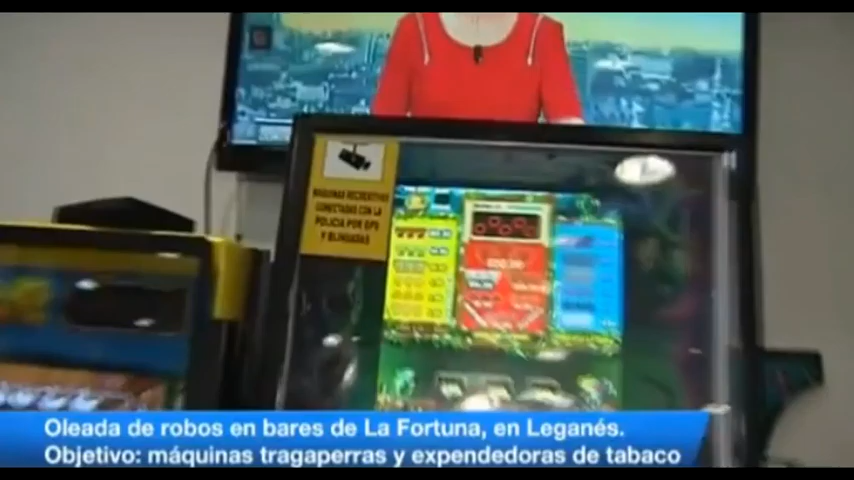 MAQUINAS RECREATIVAS
CONECTADAS CON LA
POLICIA POR GPS
Y BLINDADAS
Oleada de robos en bares de La Fortuna, en Leganés.
Objetivo: máquinas tragaperras y expendedoras de tabaco